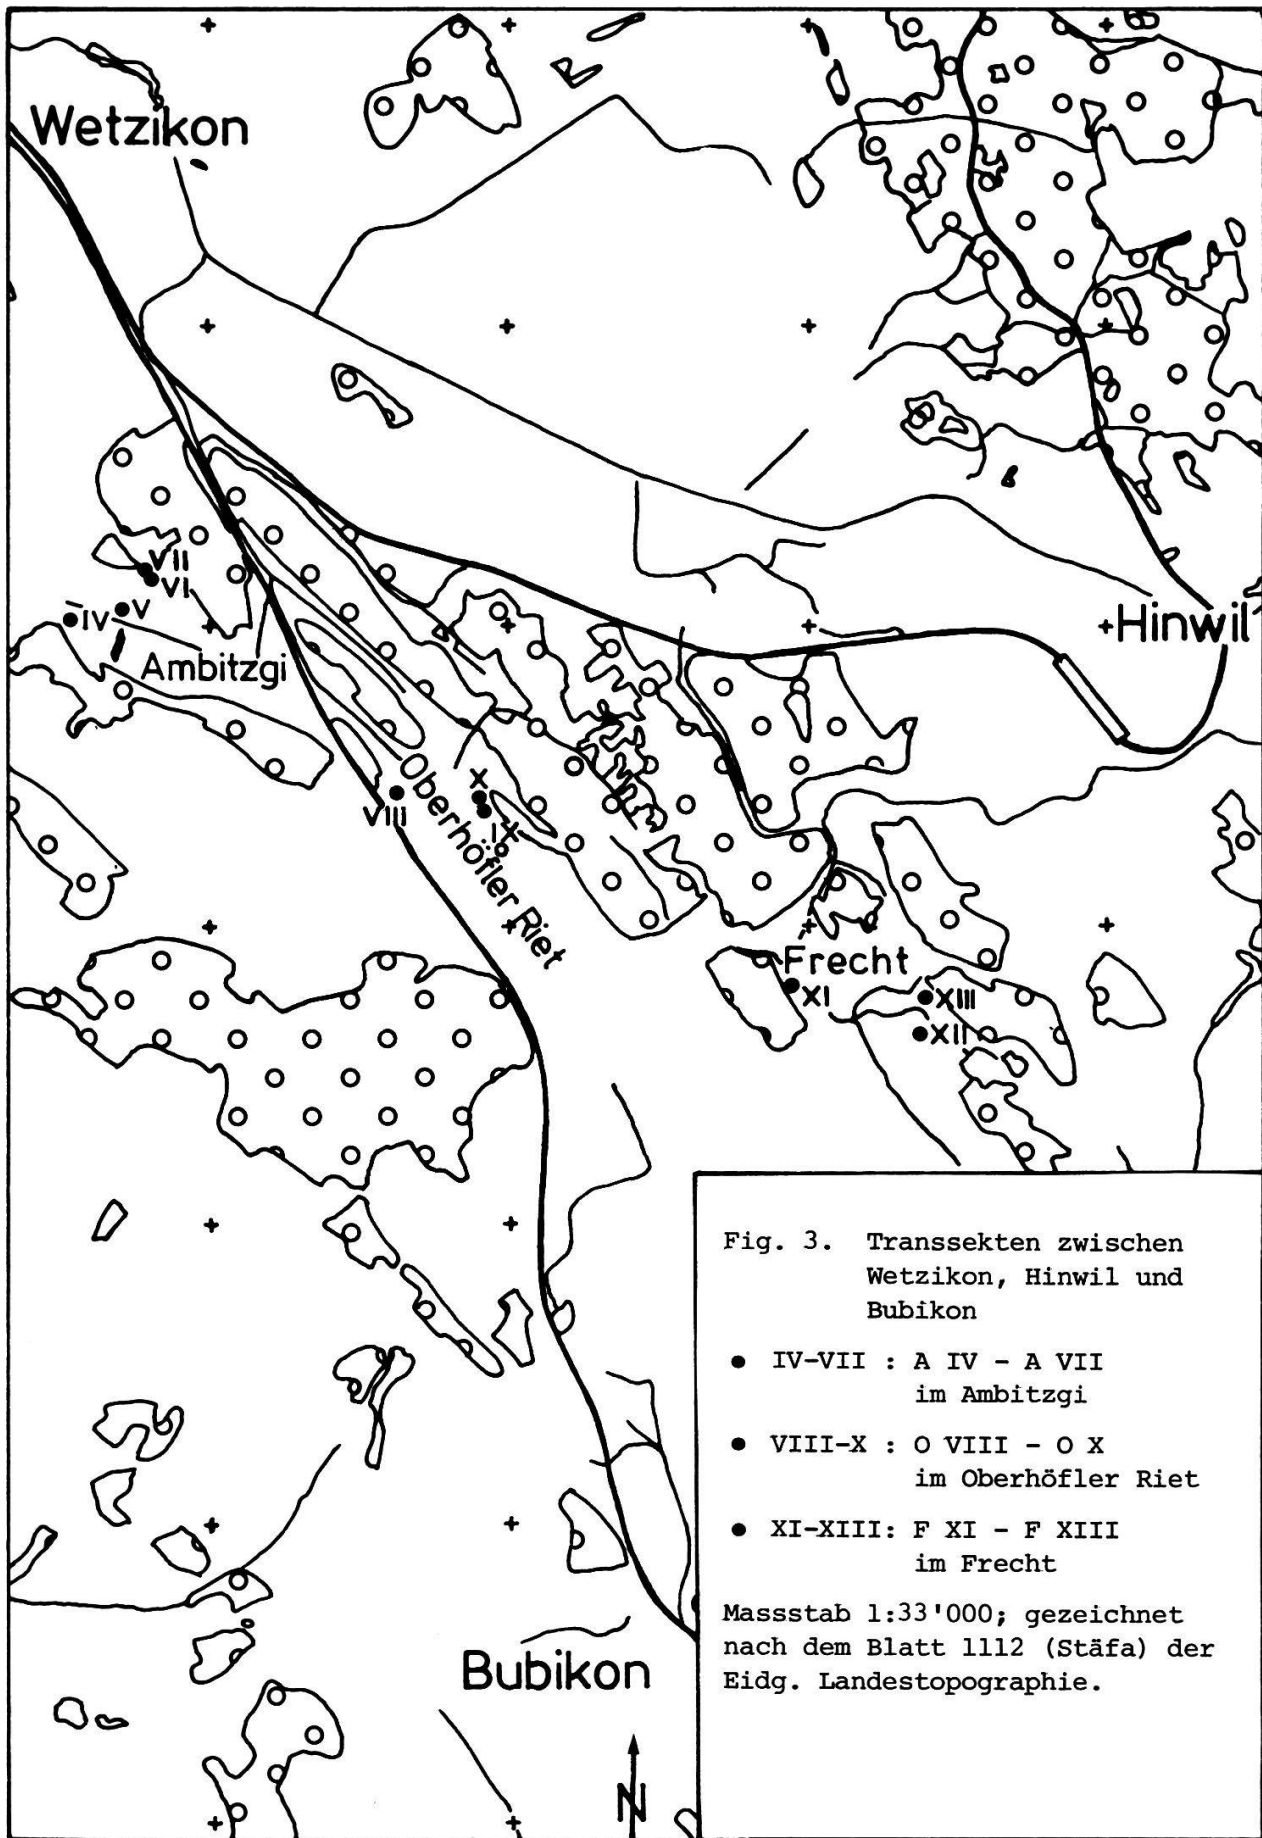 Wetzikon
VII
VI
V
IV
Ambitzgi
Hinwil
VIII
X
IX
Oberhöfler Riet
Frecht
XI
XIII
XII
Bubikon
N
Fig. 3. Transsekten zwischen
Wetzikon, Hinwil und
Bubikon
● IV-VII : A IV - A VII
im Ambitzgi
● VIII-X : O VIII - O X
im Oberhöfler Riet
● XI-XIII: F XI - F XIII
im Frecht
Massstab 1:33'000; gezeichnet
nach dem Blatt 1112 (Stäfa) der
Eidg. Landestopographie.